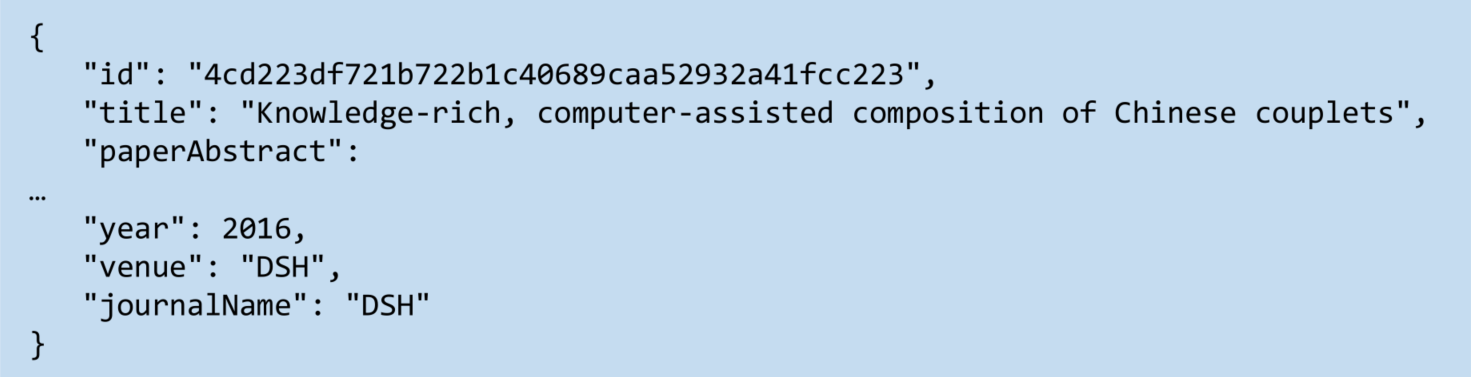 {
"id": "4cd223df721b722b1c40689caa52932a41fcc223",
"title": "Knowledge-rich, computer-assisted composition of Chinese couplets",
"paperAbstract":
…
"year": 2016,
"venue": "DSH",
"journalName": "DSH"
}